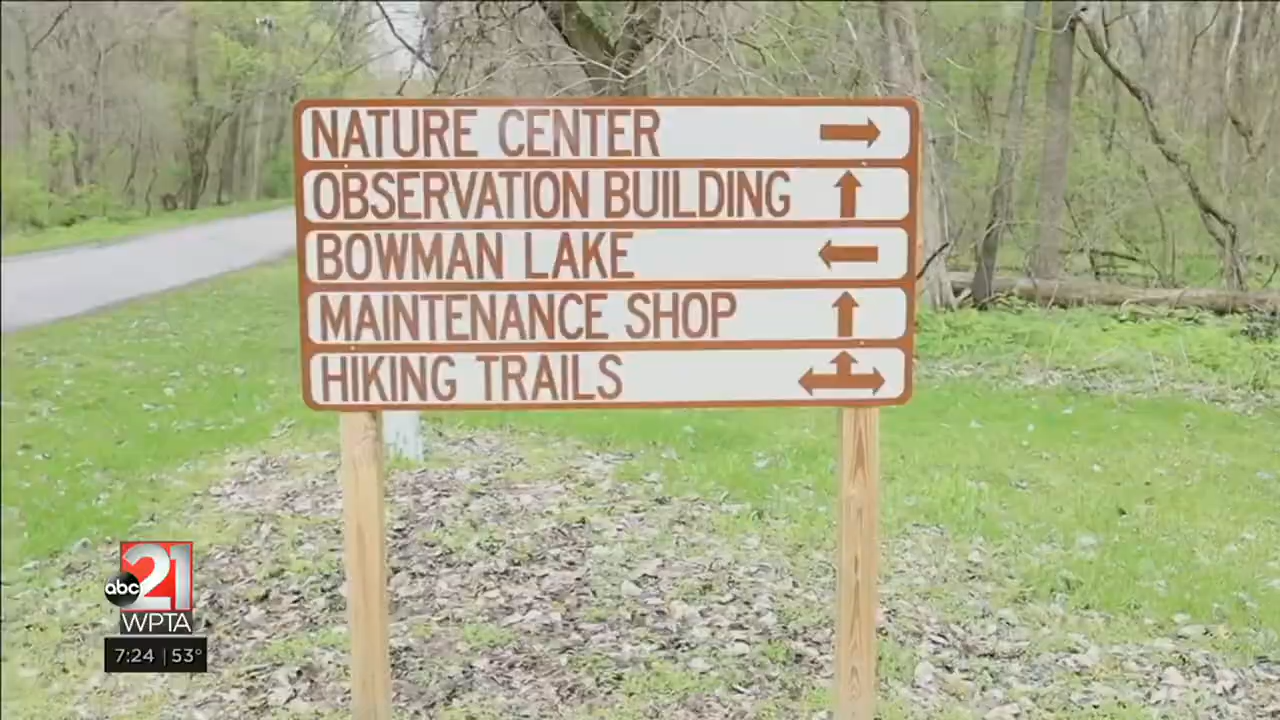 NATURE CENTER
OBSERVATION BUILDING
BOWMAN LAKE
MAINTENANCE SHOP
HIKING TRAILS
21
abc
WPTA
7:24 | 53°